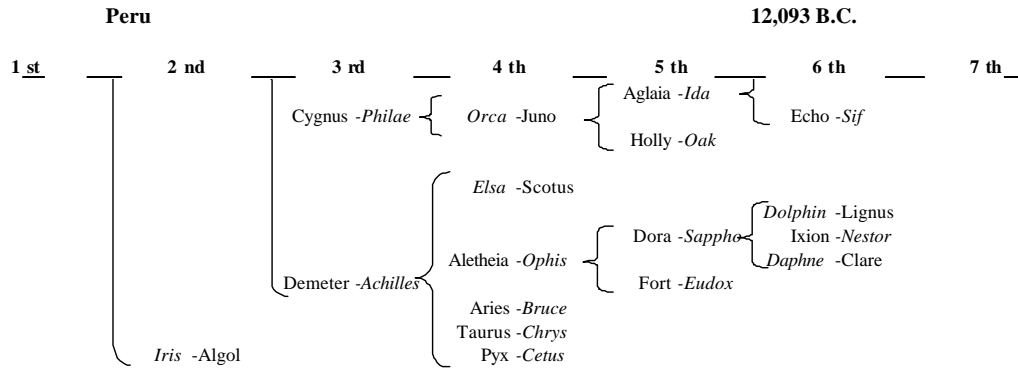 Peru 12,093 B.C.
1 st 2 nd 3 rd 4 th 5 th 6 th 7 th
Aglaia -Ida
Cygnus -Philae Orca -Juno Echo -Sif
Holly -Oak
Elsa -Scotus
Dolphin -Lignus
Dora -Sappho Ixion -Nestor
Aletheia -Ophis Daphne -Clare
Demeter -Achilles Fort -Eudox
Aries -Bruce
Taurus -Chrys
Iris -Algol Pyx -Cetus